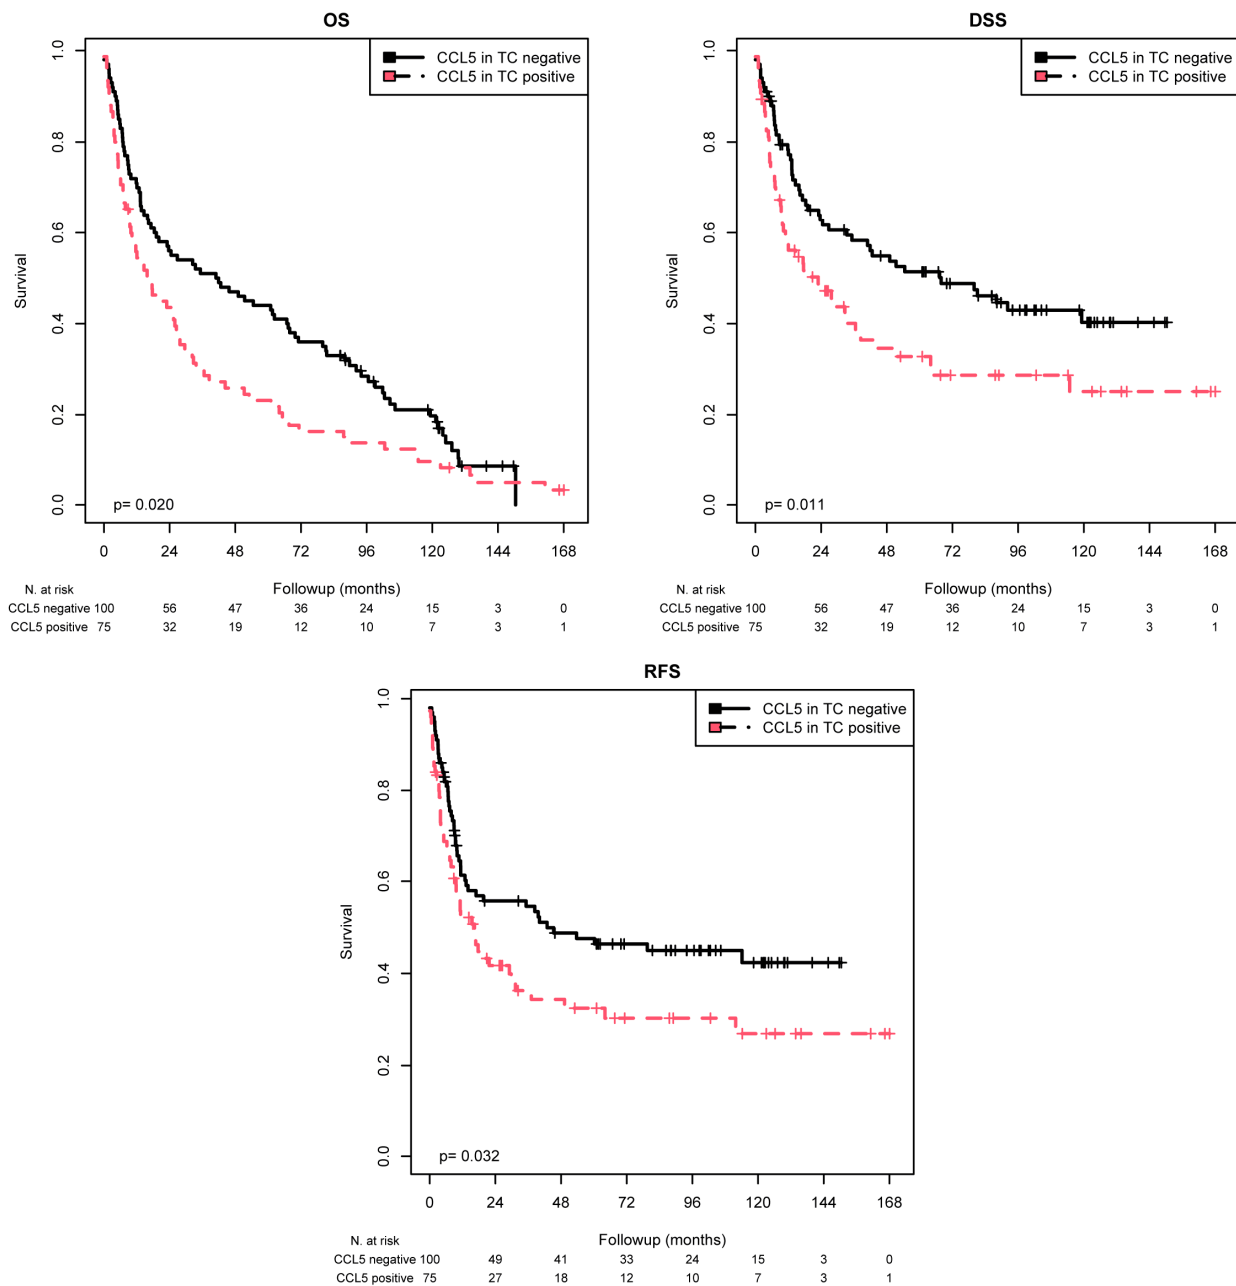 OS
CCL5 in TC negative
CCL5 in TC positive
Survival
0.0 0.2 0.4 0.6 0.8 1.0
p= 0.020
0 24 48 72 96 120 144 168
Followup (months)
N. at risk
CCL5 negative 100 56 47 36 24 15 3 0
CCL5 positive 75 32 19 12 10 7 3 1
DSS
CCL5 in TC negative
CCL5 in TC positive
Survival
0.0 0.2 0.4 0.6 0.8 1.0
p= 0.011
0 24 48 72 96 120 144 168
Followup (months)
N. at risk
CCL5 negative 100 56 47 36 24 15 3 0
CCL5 positive 75 32 19 12 10 7 3 1
RFS
CCL5 in TC negative
CCL5 in TC positive
Survival
0.0 0.2 0.4 0.6 0.8 1.0
p= 0.032
0 24 48 72 96 120 144 168
Followup (months)
N. at risk
CCL5 negative 100 49 41 33 24 15 3 0
CCL5 positive 75 27 18 12 10 7 3 1